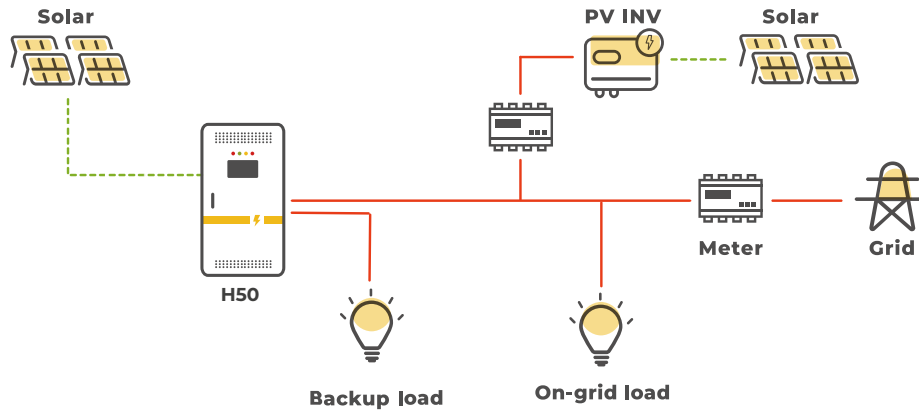 Solar
PV INV
Solar
Meter
Grid
H50
Backup load
On-grid load